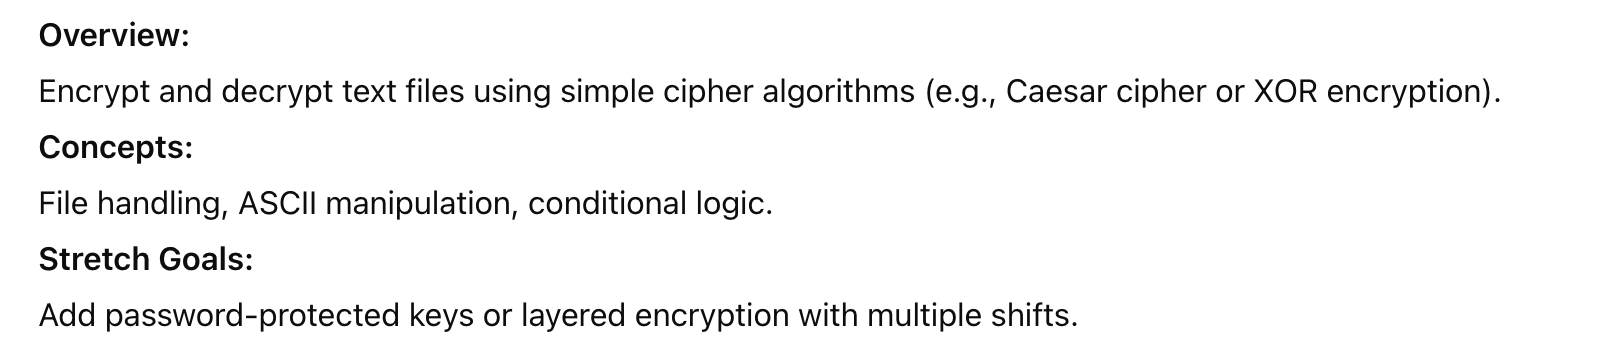 Overview:
Encrypt and decrypt text files using simple cipher algorithms (e.g., Caesar cipher or XOR encryption).
Concepts:
File handling, ASCII manipulation, conditional logic.
Stretch Goals:
Add password-protected keys or layered encryption with multiple shifts.